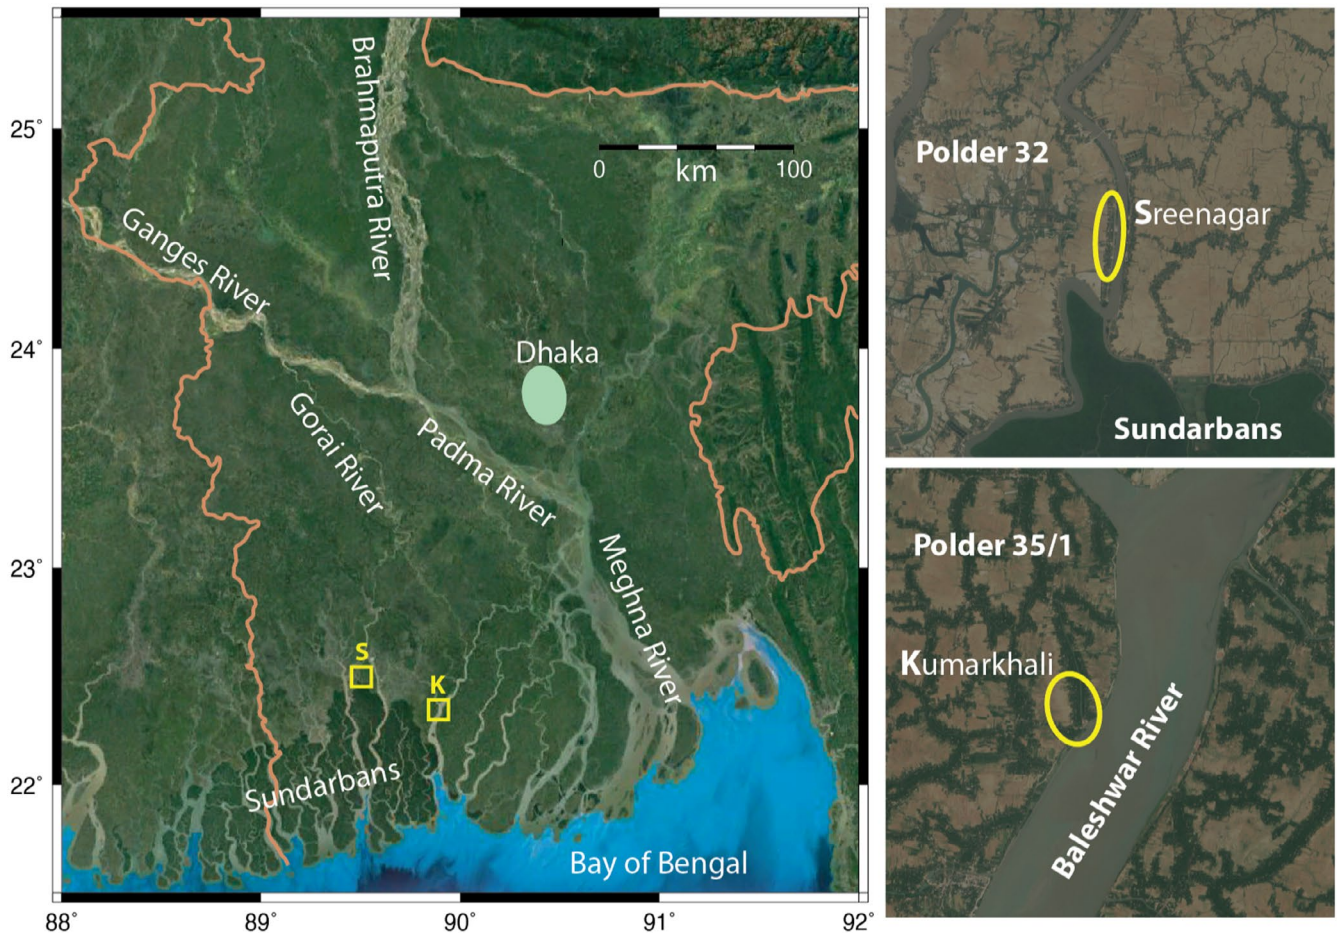 Brahmaputra River
25°
0 km 100
Ganges River
24°
Dhaka
Gorai River
Padma River
23°
Meghna River
S
K
22°
Sundarbans
Bay of Bengal
88° 89° 90° 91° 92°
Polder 32
Sreenagar
Sundarbans
Polder 35/1
Kumarkhali
Baleshwar River